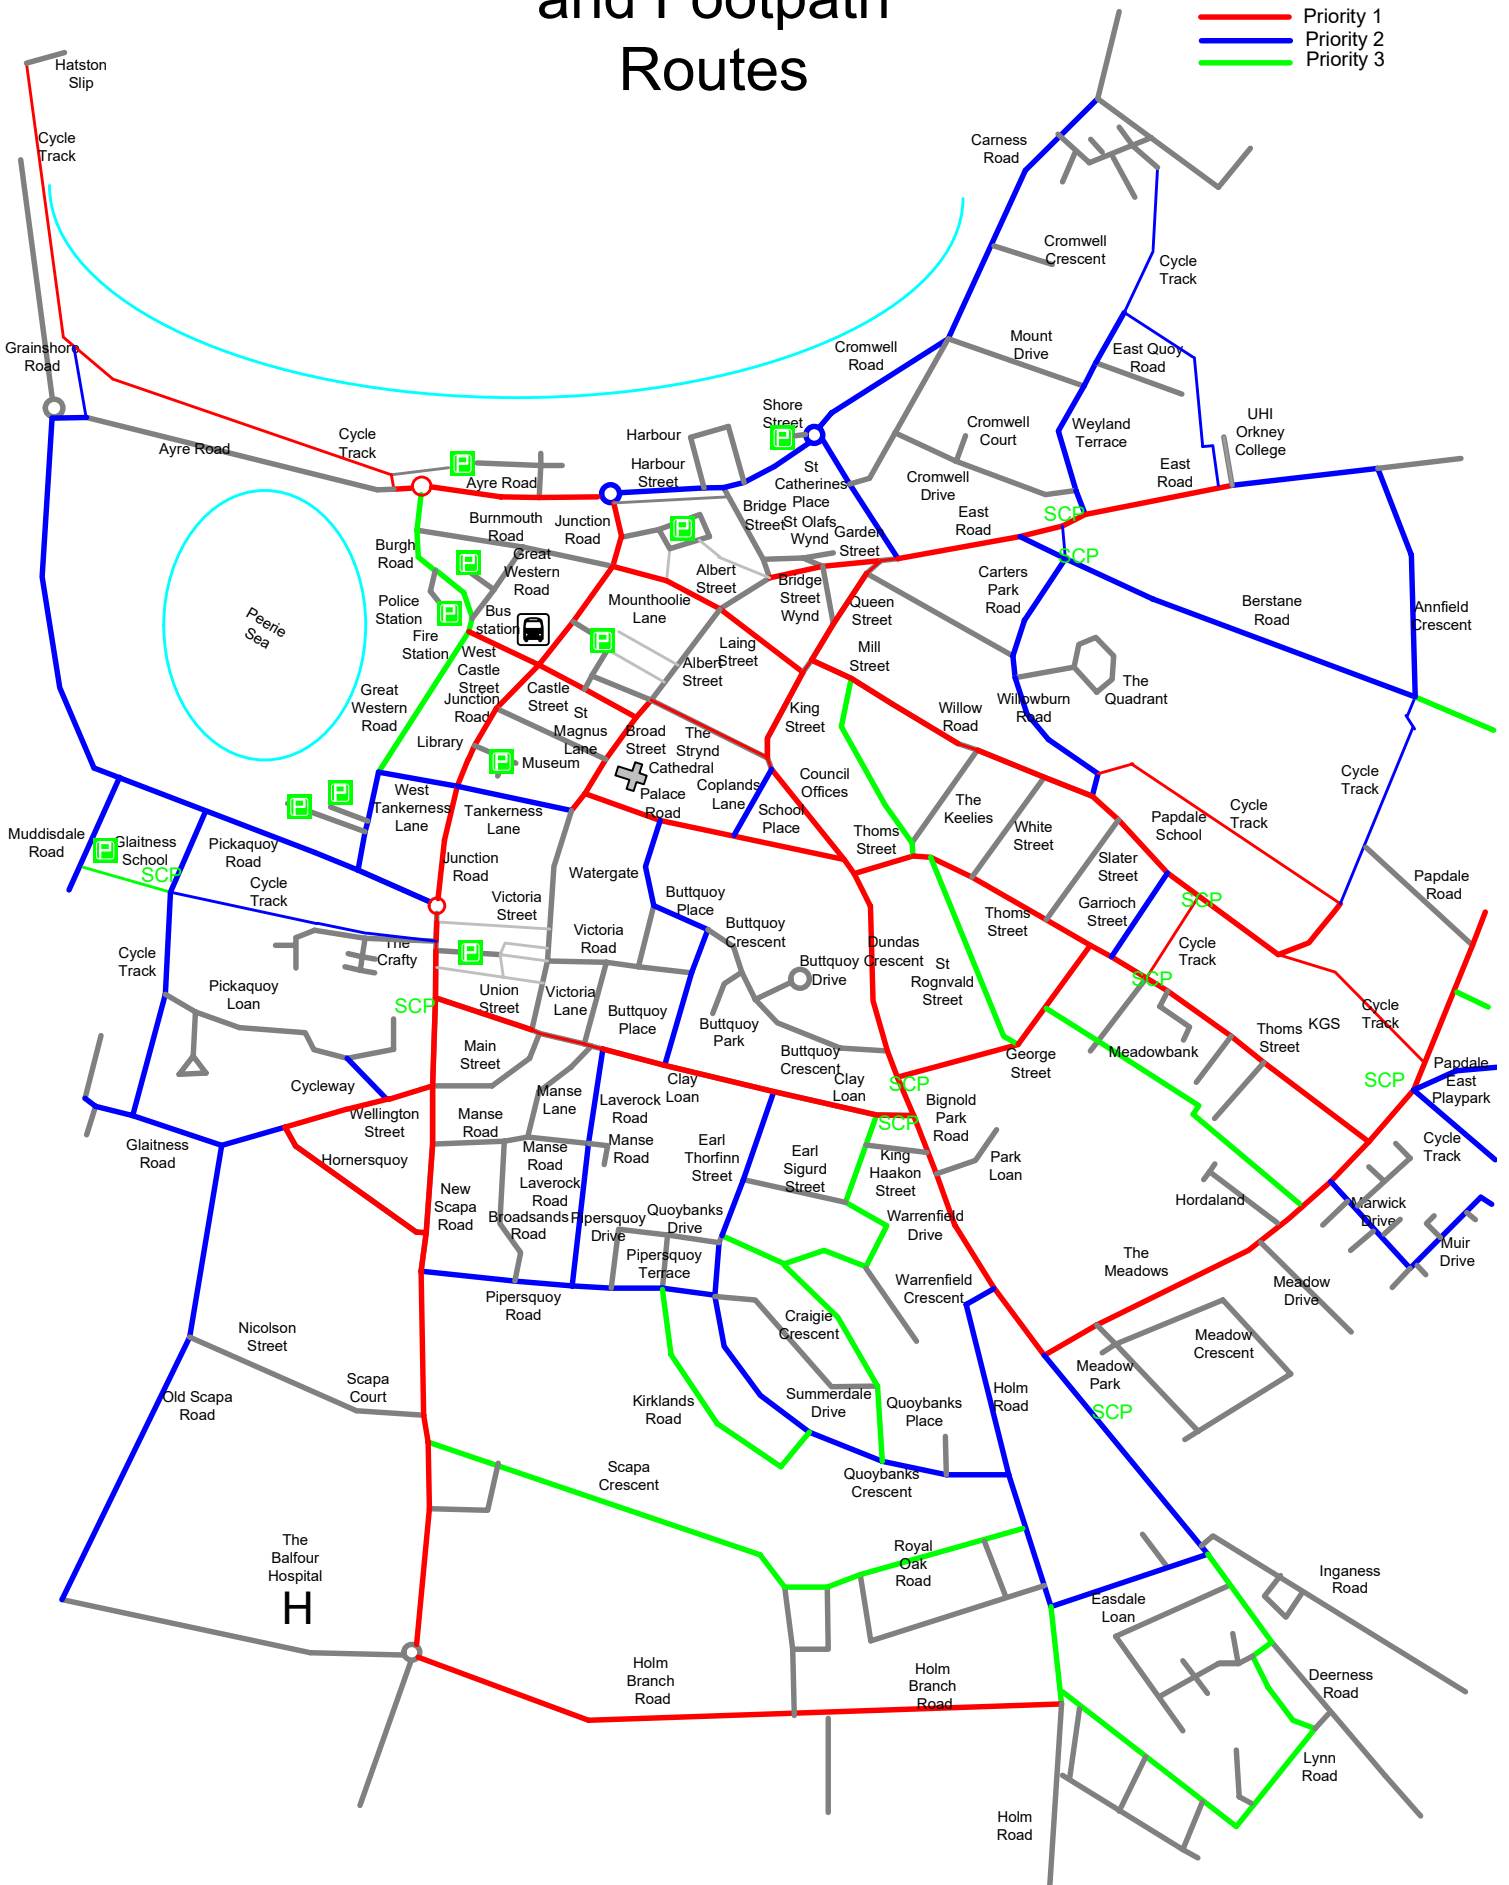 and Footpath
Routes
Priority 1
Priority 2
Priority 3
Hatston
Slip
Cycle
Track
Carness
Road
Cromwell
Crescent
Cycle
Track
Grainshore
Road
Cromwell
Road
Mount
Drive
East Quoy
Road
Shore
Street
Cromwell
Court
Weyland
Terrace
UHI
Orkney
College
Ayre Road
Cycle
Track
Harbour
Harbour
Street
Ayre Road
St
Catherines
Place
Cromwell
Drive
East
Road
East
Road
SCP
SCP
Burnmouth
Road
Junction
Road
Bridge
Street
St Olafs
Wynd
Garden
Street
Burgh
Road
Great
Western
Road
Albert
Street
Bridge
Street
Wynd
Carters
Park
Road
Queen
Street
Berstane
Road
Annfield
Crescent
Peerie
Sea
Police
Station
Fire
Station
Bus
station
Mounthoolie
Lane
Laing
Street
Albert
Street
Mill
Street
West
Castle
Street
Junction
Road
Castle
Street
St
Magnus
Lane
Great
Western
Road
King
Street
Willow
Road
Willowburn
Road
The
Quadrant
Library
Museum
Broad
Street
The
Strynd
Cathedral
Palace
Road
Coplands
Lane
School
Place
Council
Offices
Cycle
Track
West
Tankerness
Lane
Tankerness
Lane
The
Keelies
White
Street
Papdale
School
Cycle
Track
Muddisdale
Road
Glaitness
School
SCP
Pickaquoy
Road
Cycle
Track
Junction
Road
Watergate
Thoms
Street
Slater
Street
Garrioch
Street
SCP
Papdale
Road
Victoria
Street
Victoria
Road
Buttquoy
Place
Buttquoy
Crescent
Dundas
Crescent
Thoms
Street
Cycle
Track
SCP
Cycle
Track
The
Crafty
Pickaquoy
Loan
SCP
Union
Street
Victoria
Lane
Buttquoy
Place
Buttquoy
Park
Buttquoy
Drive
St
Rognvald
Street
Cycle
Track
KGS
Thoms
Street
Main
Street
Buttquoy
Crescent
George
Street
Meadowbank
SCP
SCP
Papdale
East
Playpark
Cycleway
Wellington
Street
Manse
Lane
Clay
Loan
Clay
Loan
Laverock
Road
Bignold
Park
Road
SCP
Cycle
Track
Glaitness
Road
Hornersquoy
Manse
Road
Manse
Road
Manse
Road
Laverock
Road
Earl
Thorfinn
Street
Earl
Sigurd
Street
King
Haakon
Street
Park
Loan
Hordaland
Marwick
Drive
Muir
Drive
New
Scapa
Road
Broadsands
Road
Pipersquoy
Drive
Quoybanks
Drive
Pipersquoy
Terrace
Warrenfield
Drive
Warrenfield
Crescent
The
Meadows
Meadow
Drive
Pipersquoy
Road
Craigie
Crescent
Meadow
Crescent
Meadow
Park
SCP
Nicolson
Street
Scapa
Court
Old Scapa
Road
Kirklands
Road
Summerdale
Drive
Quoybanks
Place
Holm
Road
Quoybanks
Crescent
Scapa
Crescent
The
Balfour
Hospital
H
Royal
Oak
Road
Easdale
Loan
Inganess
Road
Holm
Branch
Road
Holm
Branch
Road
Deerness
Road
Lynn
Road
Holm
Road